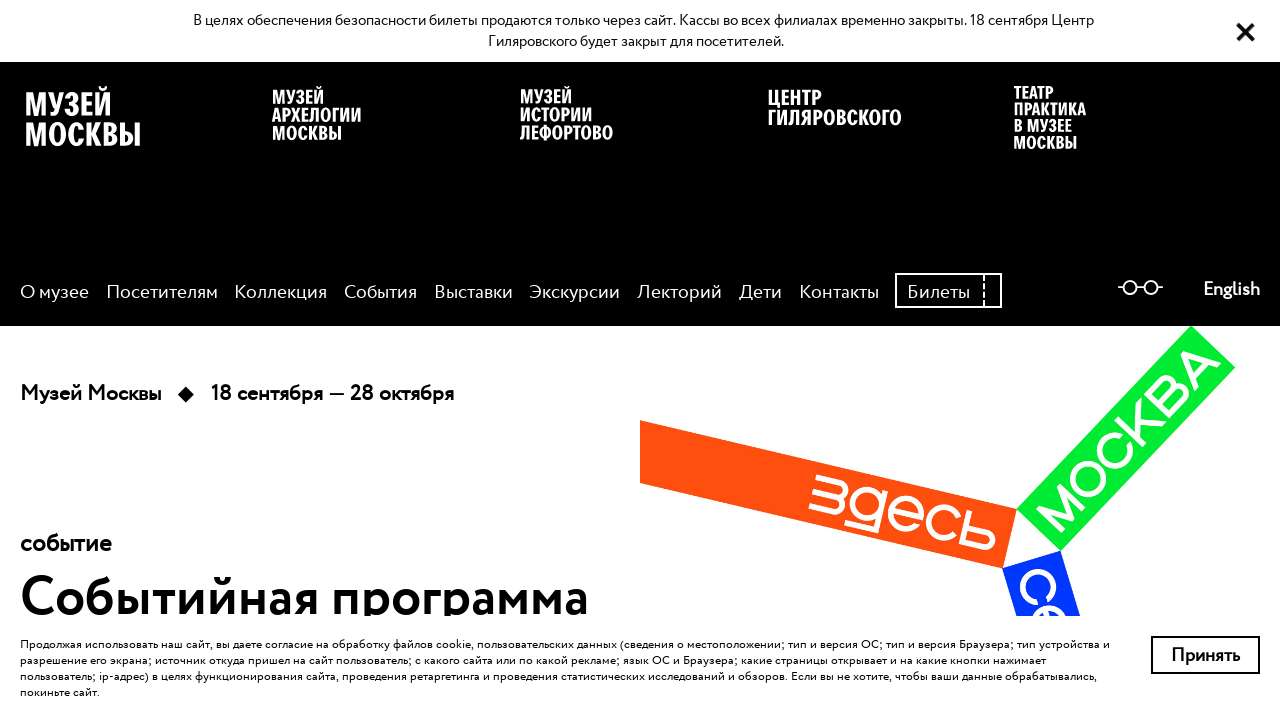 В целях обеспечения безопасности билеты продаются только через сайт. Кассы во всех филиалах временно закрыты. 18 сентября Центр
Гиляровского будет закрыт для посетителей.
МУЗЕЙ
МОСКВЫ
МУЗЕЙ
АРХЕЛОГИИ
МОСКВЫ
МУЗЕЙ
ИСТОРИИ
ЛЕФОРТОВО
ЦЕНТР
ГИЛЯРОВСКОГО
ТЕАТР
ПРАКТИКА
В МУЗЕЕ
МОСКВЫ
О музее Посетителям Коллекция События Выставки Экскурсии Лекторий Дети Контакты Билеты English
Музей Москвы ◆ 18 сентября — 28 октября
МОСКВА
здесь
событие
Событийная программа
Продолжая использовать наш сайт, вы даете согласие на обработку файлов cookie, пользовательских данных (сведения о местоположении; тип и версия ОС; тип и версия Браузера; тип устройства и
разрешение его экрана; источник откуда пришел на сайт пользователь; с какого сайта или по какой рекламе; язык ОС и Браузера; какие страницы открывает и на какие кнопки нажимает
пользователь; ip-адрес) в целях функционирования сайта, проведения ретаргетинга и проведения статистических исследований и обзоров. Если вы не хотите, чтобы ваши данные обрабатывались,
покиньте сайт.
Принять